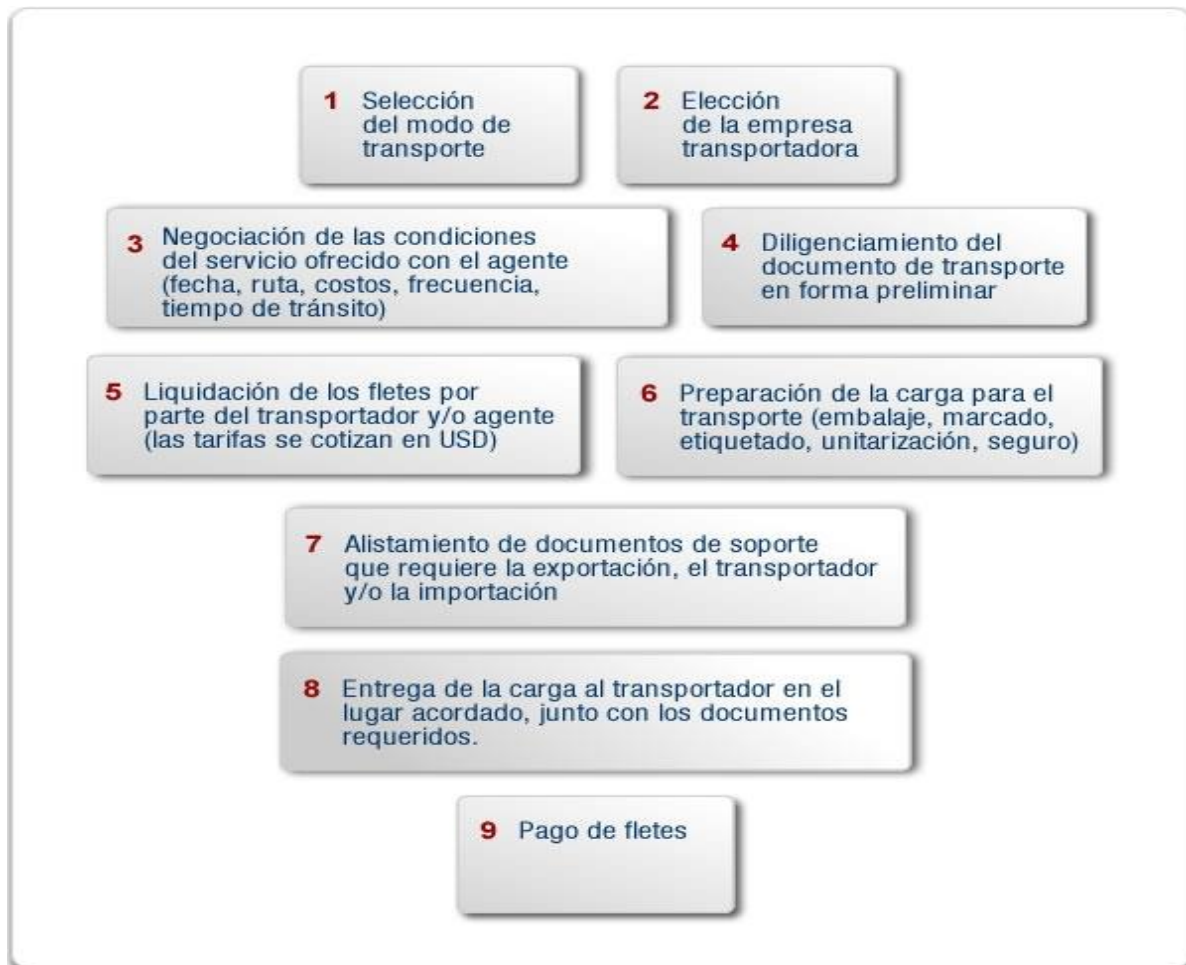 1 Selección
del modo de
transporte
2 Elección
de la empresa
transportadora
3 Negociación de las condiciones
del servicio ofrecido con el agente
(fecha, ruta, costos, frecuencia,
tiempo de tránsito)
4 Diligenciamiento del
documento de transporte
en forma preliminar
5 Liquidación de los fletes por
parte del transportador y/o agente
(las tarifas se cotizan en USD)
6 Preparación de la carga para el
transporte (embalaje, marcado,
etiquetado, unitarización, seguro)
7 Alistamiento de documentos de soporte
que requiere la exportación, el transportador
y/o la importación
8 Entrega de la carga al transportador en el
lugar acordado, junto con los documentos
requeridos.
9 Pago de fletes